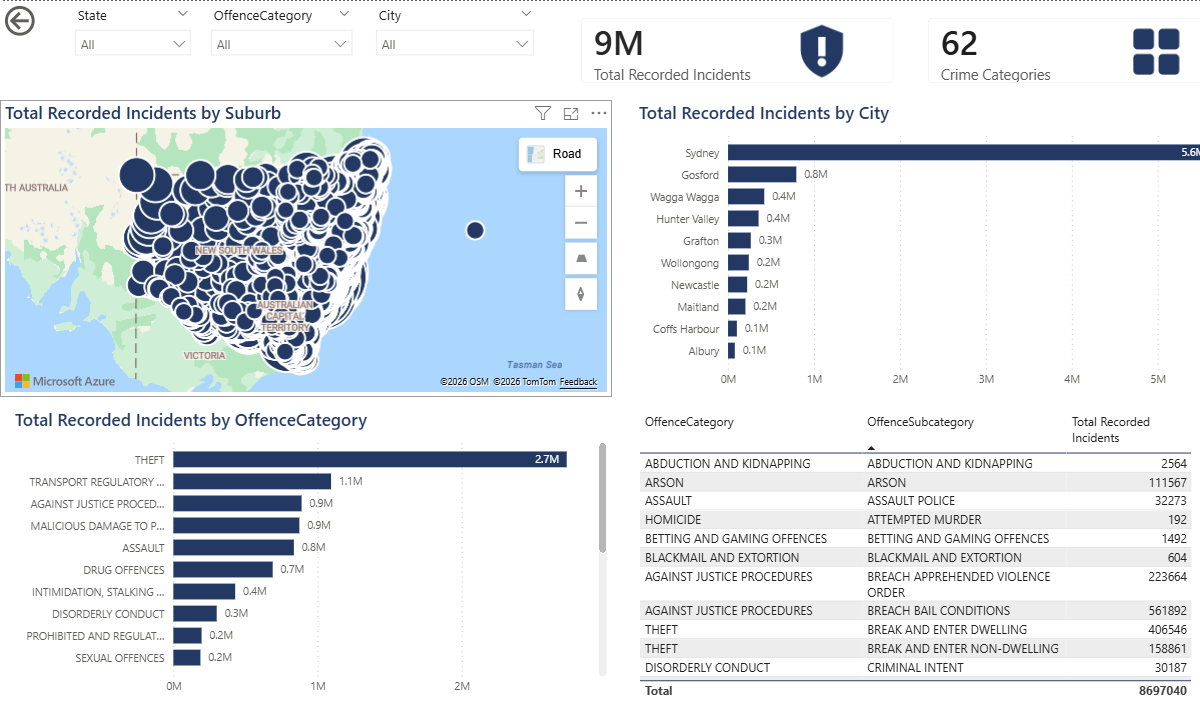 State
OffenceCategory
City
All
All
All
9M
Total Recorded Incidents
62
Crime Categories
Total Recorded Incidents by Suburb
Road
TH AUSTRALIA
NEW SOUTH WALES
AUSTRALIAN
CAPITAL
TERRITORY
VICTORIA
Tasman Sea
Microsoft Azure
©2026 OSM ©2026 TomTom Feedback
Total Recorded Incidents by City
Sydney 5.6M
Gosford 0.8M
Wagga Wagga 0.4M
Hunter Valley 0.4M
Grafton 0.3M
Wollongong 0.2M
Newcastle 0.2M
Maitland 0.2M
Coffs Harbour 0.1M
Albury 0.1M
0M 1M 2M 3M 4M 5M
Total Recorded Incidents by OffenceCategory
THEFT 2.7M
TRANSPORT REGULATORY ... 1.1M
AGAINST JUSTICE PROCED... 0.9M
MALICIOUS DAMAGE TO P... 0.9M
ASSAULT 0.8M
DRUG OFFENCES 0.7M
INTIMIDATION, STALKING ... 0.4M
DISORDERLY CONDUCT 0.3M
PROHIBITED AND REGULAT... 0.2M
SEXUAL OFFENCES 0.2M
0M 1M 2M
OffenceCategory OffenceSubcategory Total Recorded
Incidents
ABDUCTION AND KIDNAPPING ABDUCTION AND KIDNAPPING 2564
ARSON ARSON 111567
ASSAULT ASSAULT POLICE 32273
HOMICIDE ATTEMPTED MURDER 192
BETTING AND GAMING OFFENCES BETTING AND GAMING OFFENCES 1492
BLACKMAIL AND EXTORTION BLACKMAIL AND EXTORTION 604
AGAINST JUSTICE PROCEDURES BREACH APPREHENDED VIOLENCE 223664
ORDER
AGAINST JUSTICE PROCEDURES BREACH BAIL CONDITIONS 561892
THEFT BREAK AND ENTER DWELLING 406546
THEFT BREAK AND ENTER NON-DWELLING 158861
DISORDERLY CONDUCT CRIMINAL INTENT 30187
Total 8697040